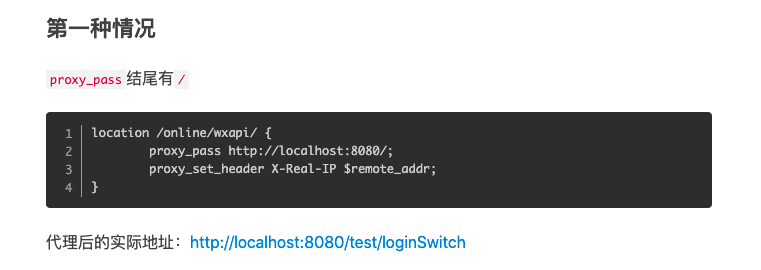 第一种情况
proxy_pass 结尾有 /
1 location /online/wxapi/ {
2 proxy_pass http://localhost:8080/;
3 proxy_set_header X-Real-IP $remote_addr;
4 }
代理后的实际地址：http://localhost:8080/test/loginSwitch